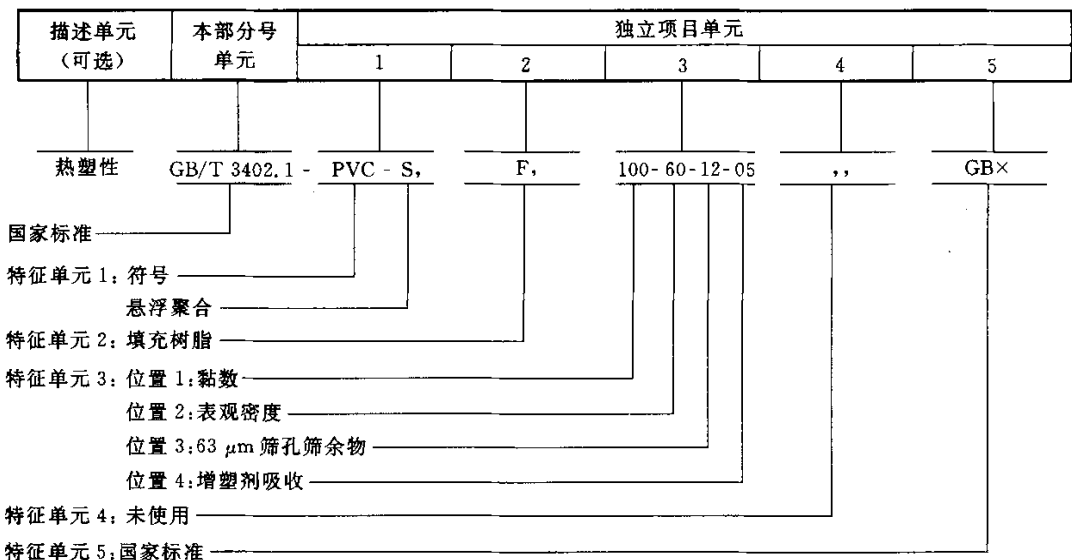 描述单元
（可选）
本部分号
单元
独立项目单元
1 2 3 4 5
热塑性 GB/T 3402.1 - PVC - S, F, 100-60-12-05 ,, GB×
国家标准
特征单元 1: 符号
悬浮聚合
特征单元 2: 填充树脂
特征单元 3: 位置 1:黏数
位置 2:表观密度
位置 3:63 μm 筛孔筛余物
位置 4:增塑剂吸收
特征单元 4: 未使用
特征单元 5:国家标准